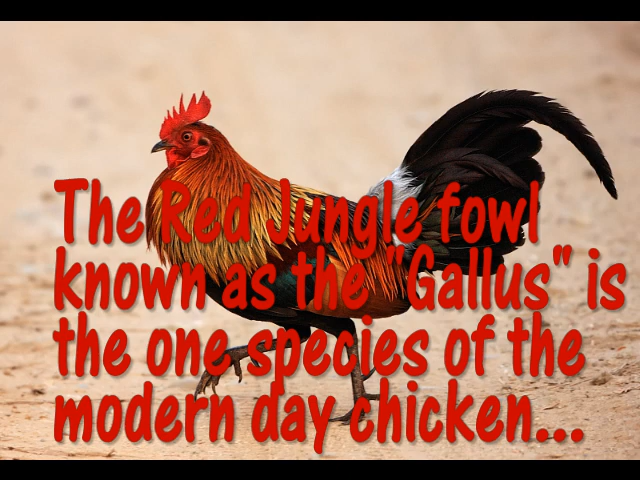 The Red Jungle fowl
known as the "Gallus" is
the one species of the
modern day chicken...